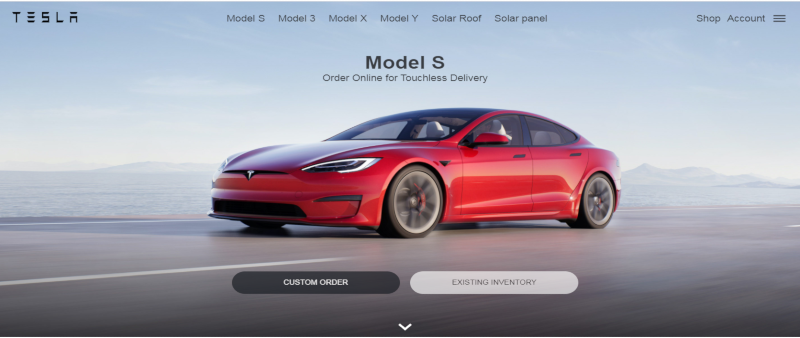 TESLA Model S Model 3 Model X Model Y Solar Roof Solar panel Shop Account
Model S
Order Online for Touchless Delivery
CUSTOM ORDER EXISTING INVENTORY